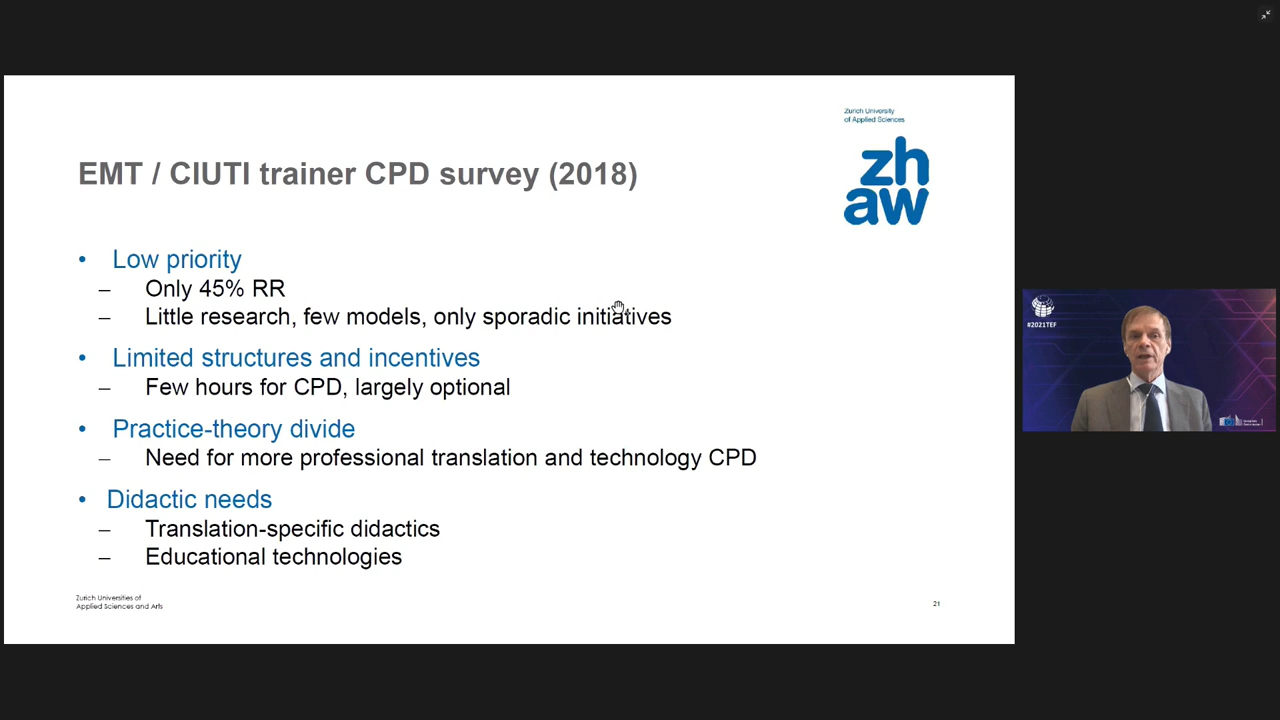 Zurich University
of Applied Sciences
zh
aw
EMT / CIUTI trainer CPD survey (2018)
• Low priority
– Only 45% RR
– Little research, few models, only sporadic initiatives
• Limited structures and incentives
– Few hours for CPD, largely optional
• Practice-theory divide
– Need for more professional translation and technology CPD
• Didactic needs
– Translation-specific didactics
– Educational technologies
Zurich Universities of
Applied Sciences and Arts
21
#2021TEF